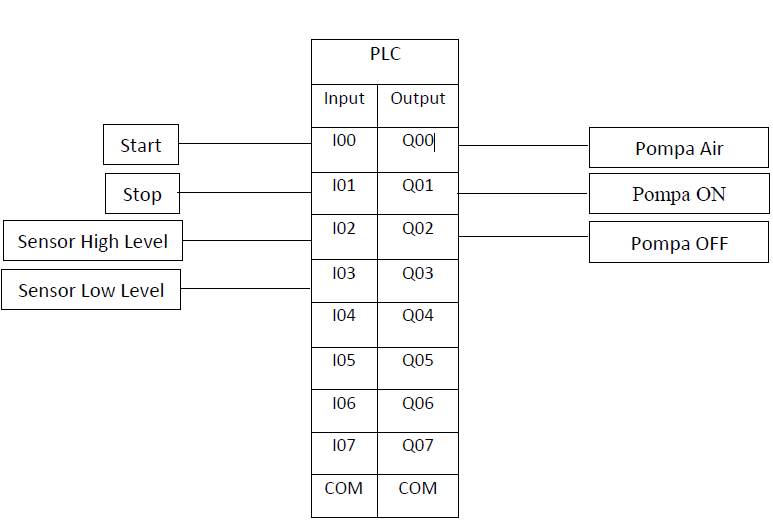 PLC
Input Output
Start I00 Q00 Pompa Air
Stop I01 Q01 Pompa ON
Sensor High Level I02 Q02 Pompa OFF
Sensor Low Level I03 Q03
I04 Q04
I05 Q05
I06 Q06
I07 Q07
COM COM